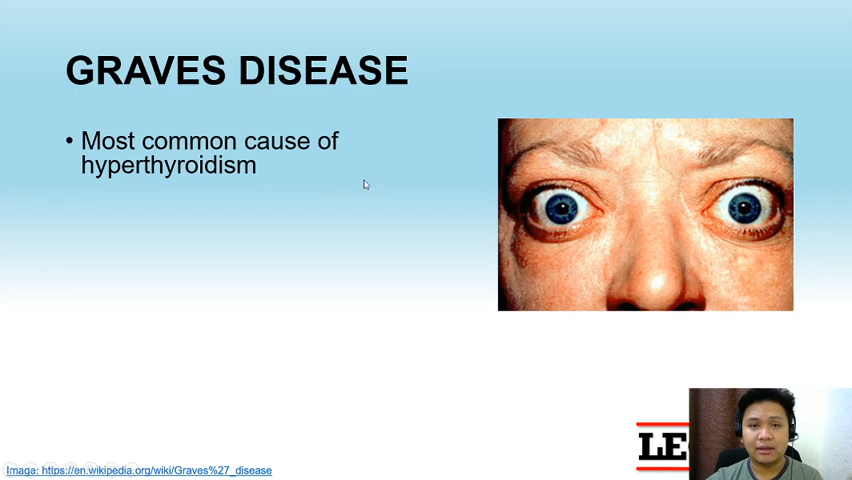 GRAVES DISEASE
• Most common cause of
hyperthyroidism
LE
Image: https://en.wikipedia.org/wiki/Graves%27_disease